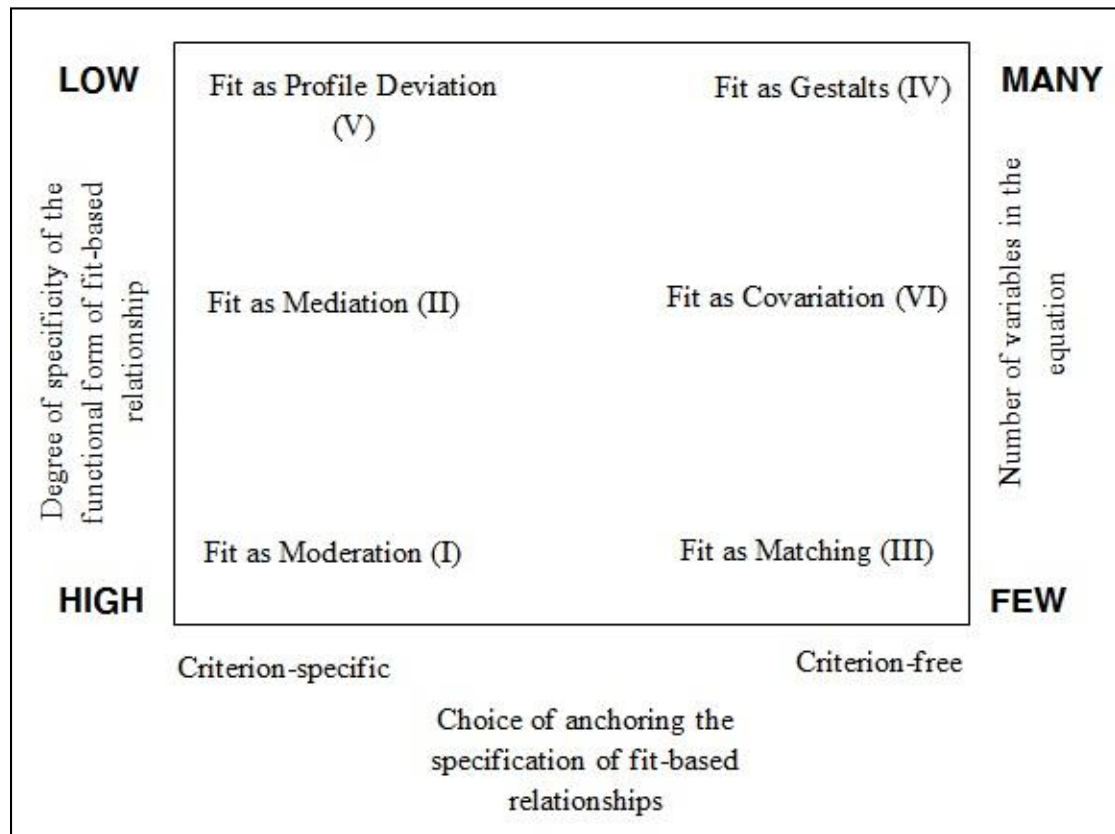 LOW
Fit as Profile Deviation
(V)
Fit as Gestalts (IV)
MANY
Degree of specificity of the
functional form of fit-based
relationship
Number of variables in the
equation
Fit as Mediation (II)
Fit as Covariation (VI)
Fit as Moderation (I)
Fit as Matching (III)
HIGH
FEW
Criterion-specific
Criterion-free
Choice of anchoring the
specification of fit-based
relationships